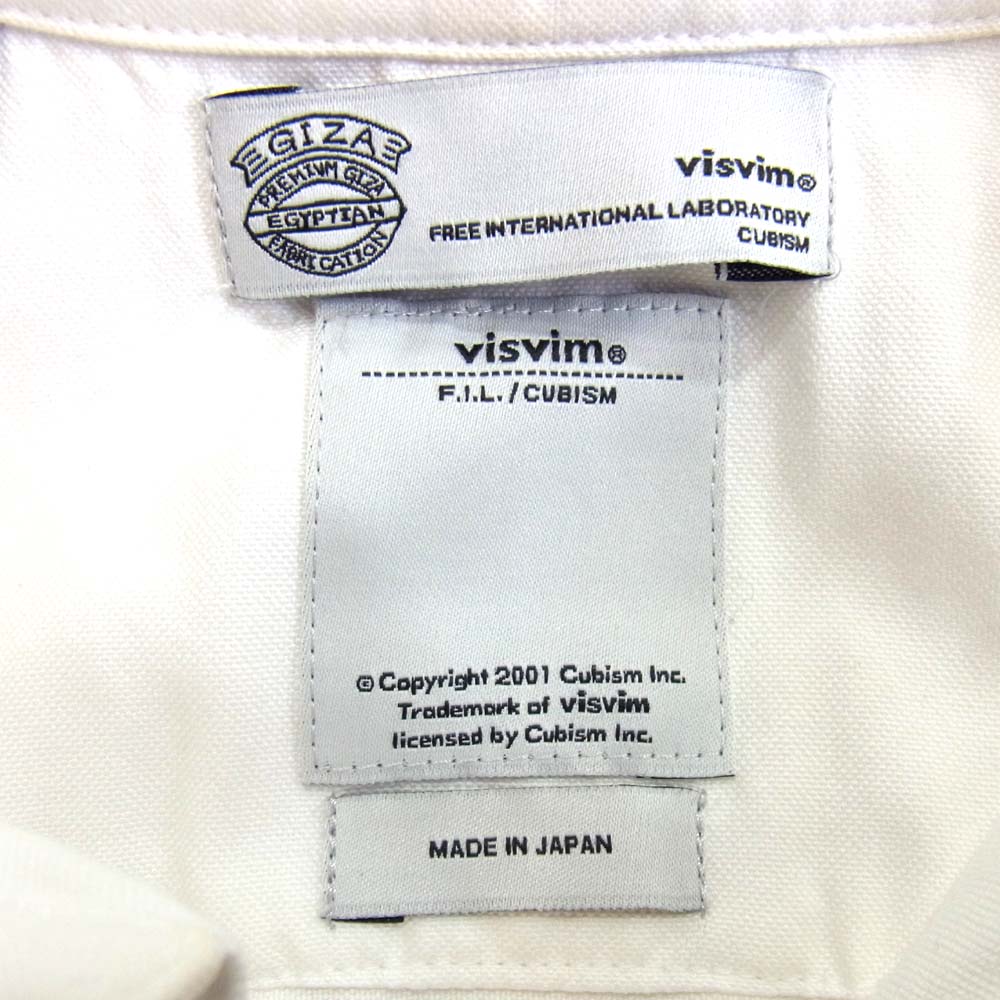 GIZA
PREMIUM GIZA
EGYPTIAN
FABRICATION
visvim®
FREE INTERNATIONAL LABORATORY
CUBISM
visvim®
F.I.L./CUBISM
© Copyright 2001 Cubism Inc.
Trademark of visvim
licensed by Cubism Inc.
MADE IN JAPAN